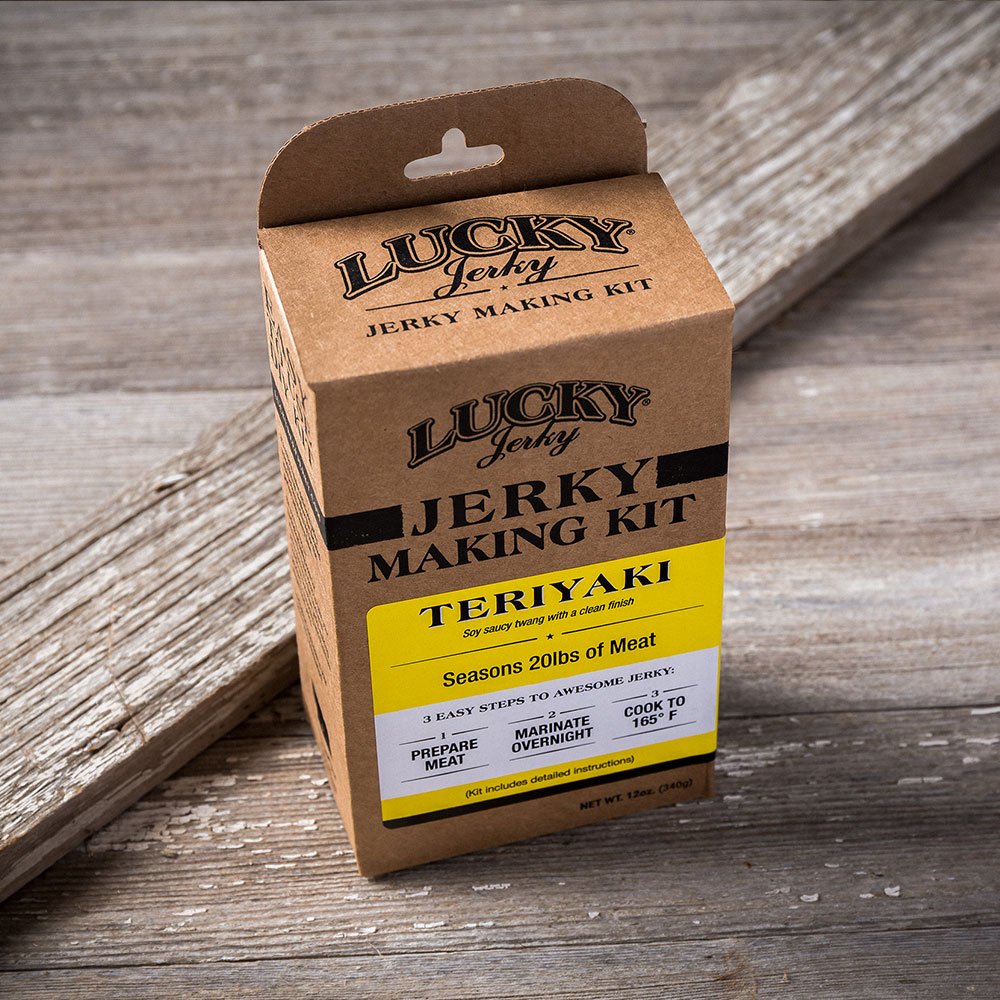 LUCKY®
Jerky
JERKY MAKING KIT
LUCKY®
Jerky
JERKY
MAKING KIT
TERIYAKI
Soy saucy twang with a clean finish
Seasons 20lbs of Meat
3 EASY STEPS TO AWESOME JERKY:
1
PREPARE
MEAT
2
MARINATE
OVERNIGHT
3
COOK TO
165° F
(Kit includes detailed instructions)
NET WT. 12oz. (340g)